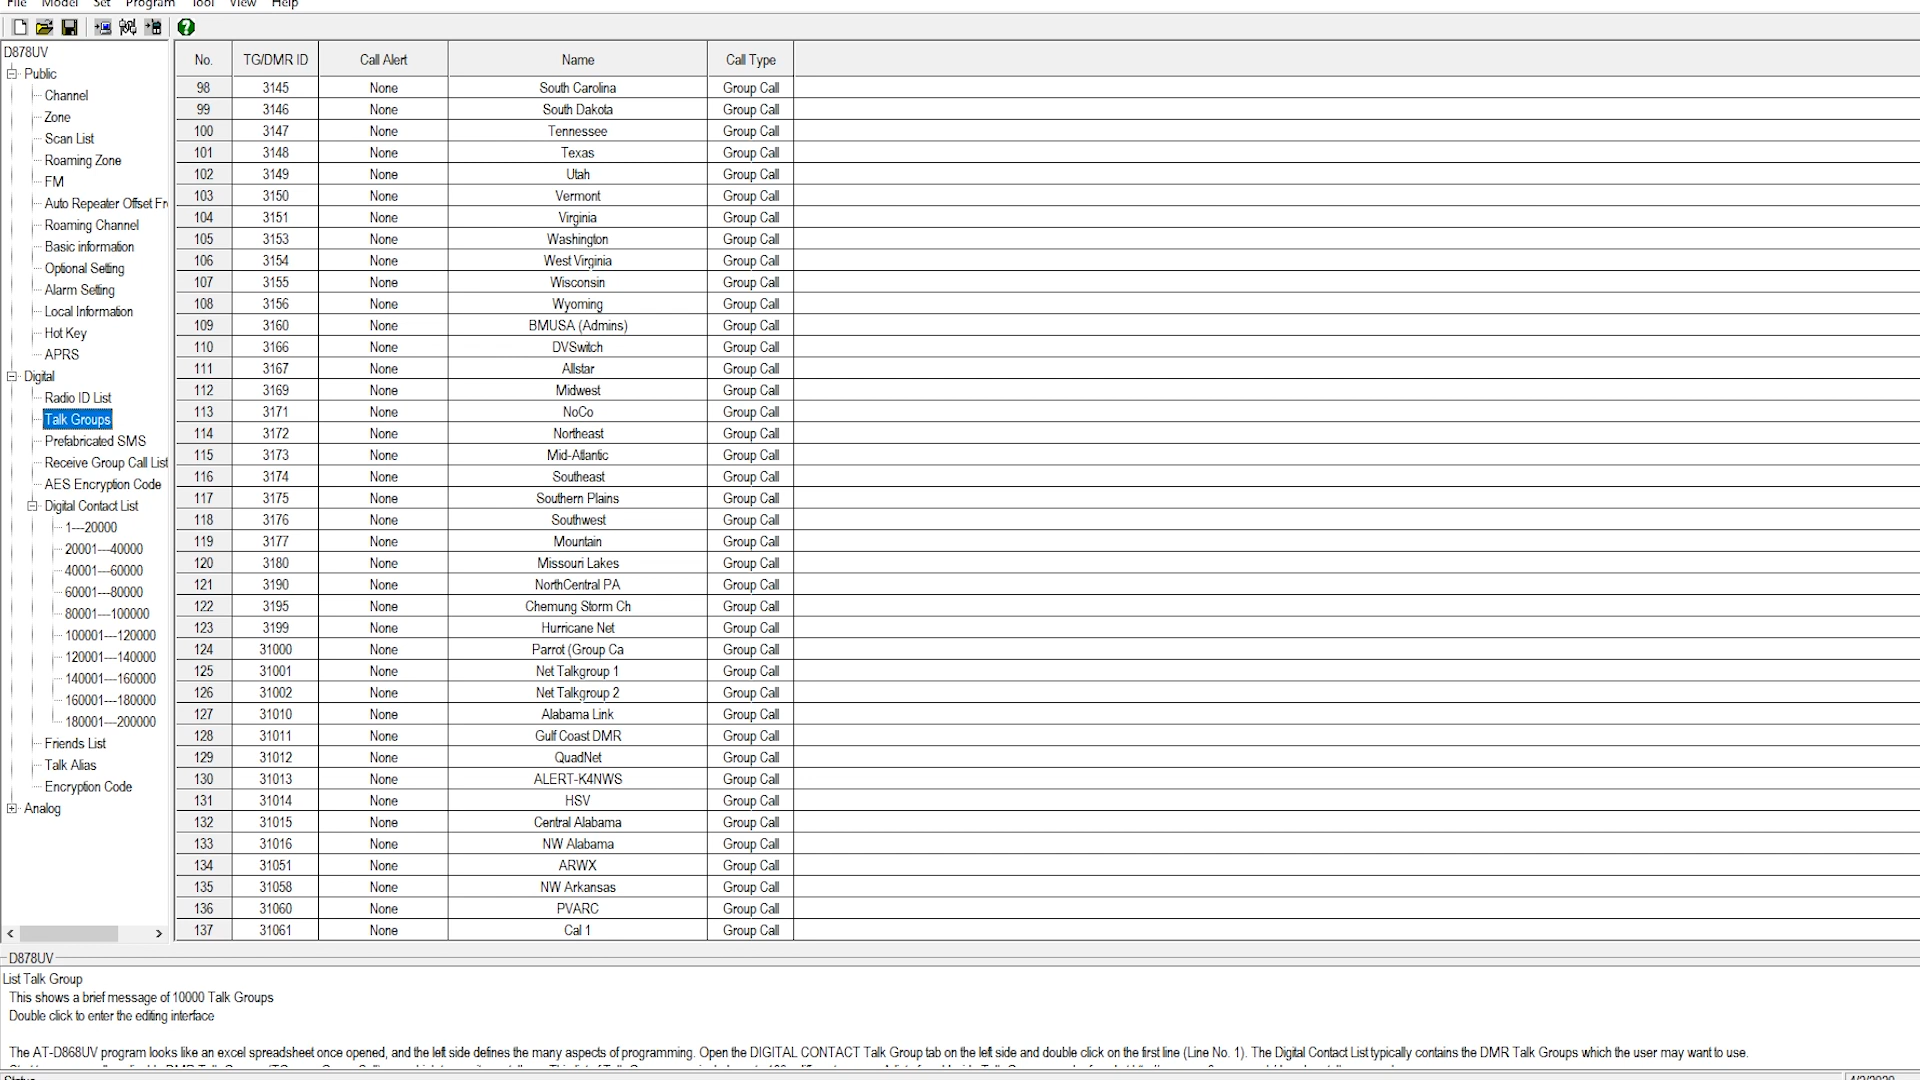 File Model Set Program Tool View Help
D878UV
Public
Channel
Zone
Scan List
Roaming Zone
FM
Auto Repeater Offset Fr
Roaming Channel
Basic information
Optional Setting
Alarm Setting
Local Information
Hot Key
APRS
Digital
Radio ID List
Talk Groups
Prefabricated SMS
Receive Group Call List
AES Encryption Code
Digital Contact List
1---20000
20001---40000
40001---60000
60001---80000
80001---100000
100001---120000
120001---140000
140001---160000
160001---180000
180001---200000
Friends List
Talk Alias
Encryption Code
Analog
No. TG/DMR ID Call Alert Name Call Type
98 3145 None South Carolina Group Call
99 3146 None South Dakota Group Call
100 3147 None Tennessee Group Call
101 3148 None Texas Group Call
102 3149 None Utah Group Call
103 3150 None Vermont Group Call
104 3151 None Virginia Group Call
105 3153 None Washington Group Call
106 3154 None West Virginia Group Call
107 3155 None Wisconsin Group Call
108 3156 None Wyoming Group Call
109 3160 None BMUSA (Admins) Group Call
110 3166 None DVSwitch Group Call
111 3167 None Allstar Group Call
112 3169 None Midwest Group Call
113 3171 None NoCo Group Call
114 3172 None Northeast Group Call
115 3173 None Mid-Atlantic Group Call
116 3174 None Southeast Group Call
117 3175 None Southern Plains Group Call
118 3176 None Southwest Group Call
119 3177 None Mountain Group Call
120 3180 None Missouri Lakes Group Call
121 3190 None NorthCentral PA Group Call
122 3195 None Chemung Storm Ch Group Call
123 3199 None Hurricane Net Group Call
124 31000 None Parrot (Group Ca Group Call
125 31001 None Net Talkgroup 1 Group Call
126 31002 None Net Talkgroup 2 Group Call
127 31010 None Alabama Link Group Call
128 31011 None Gulf Coast DMR Group Call
129 31012 None QuadNet Group Call
130 31013 None ALERT-K4NWS Group Call
131 31014 None HSV Group Call
132 31015 None Central Alabama Group Call
133 31016 None NW Alabama Group Call
134 31051 None ARWX Group Call
135 31058 None NW Arkansas Group Call
136 31060 None PVARC Group Call
137 31061 None Cal 1 Group Call
D878UV
List Talk Group
This shows a brief message of 10000 Talk Groups
Double click to enter the editing interface
The AT-D868UV program looks like an excel spreadsheet once opened, and the left side defines the many aspects of programming. Open the DIGITAL CONTACT Talk Group tab on the left side and double click on the first line (Line No. 1). The Digital Contact List typically contains the DMR Talk Groups which the user may want to use.